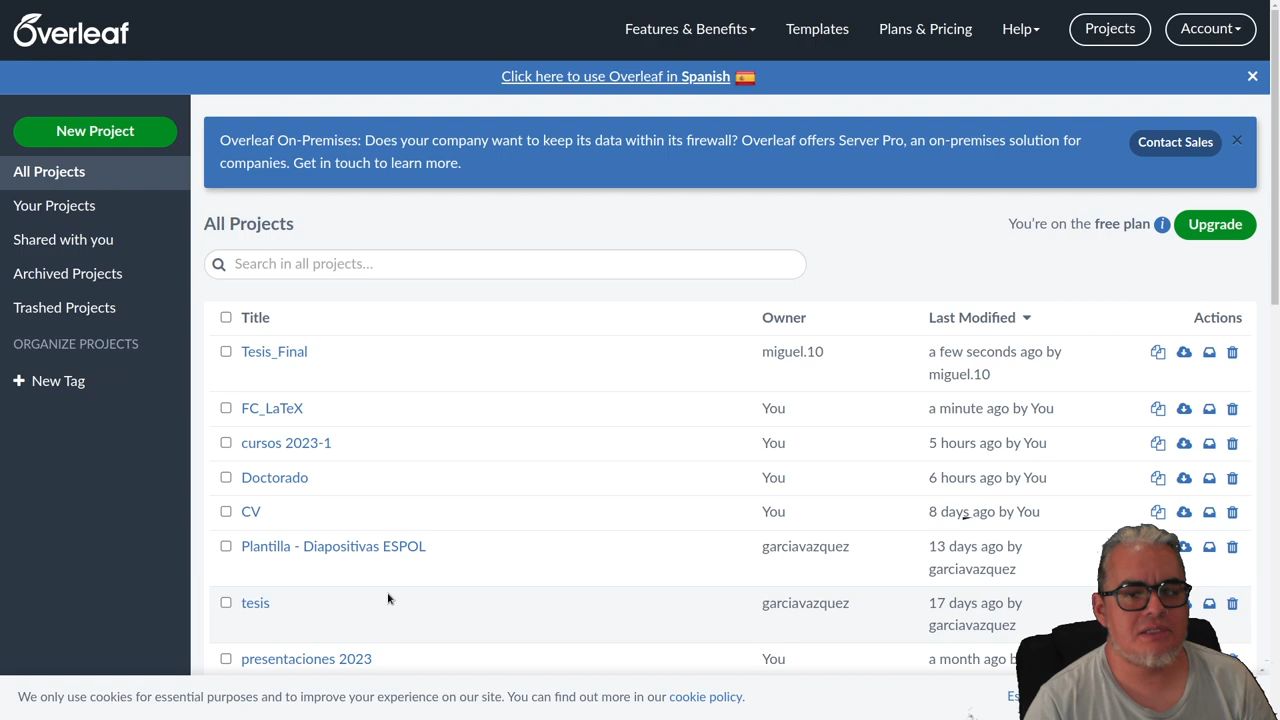 Overleaf
Features & Benefits
Templates
Plans & Pricing
Help
Projects
Account
Click here to use Overleaf in Spanish
New Project
All Projects
Your Projects
Shared with you
Archived Projects
Trashed Projects
ORGANIZE PROJECTS
New Tag
Overleaf On-Premises: Does your company want to keep its data within its firewall? Overleaf offers Server Pro, an on-premises solution for
companies. Get in touch to learn more.
Contact Sales
All Projects
You're on the free plan
Upgrade
Search in all projects…
Title Owner Last Modified Actions
Tesis_Final miguel.10 a few seconds ago by
miguel.10
FC_LaTeX You a minute ago by You
cursos 2023-1 You 5 hours ago by You
Doctorado You 6 hours ago by You
CV You 8 days ago by You
Plantilla - Diapositivas ESPOL garciavazquez 13 days ago by
garciavazquez
tesis garciavazquez 17 days ago by
garciavazquez
presentaciones 2023 You a month ago
We only use cookies for essential purposes and to improve your experience on our site. You can find out more in our cookie policy.